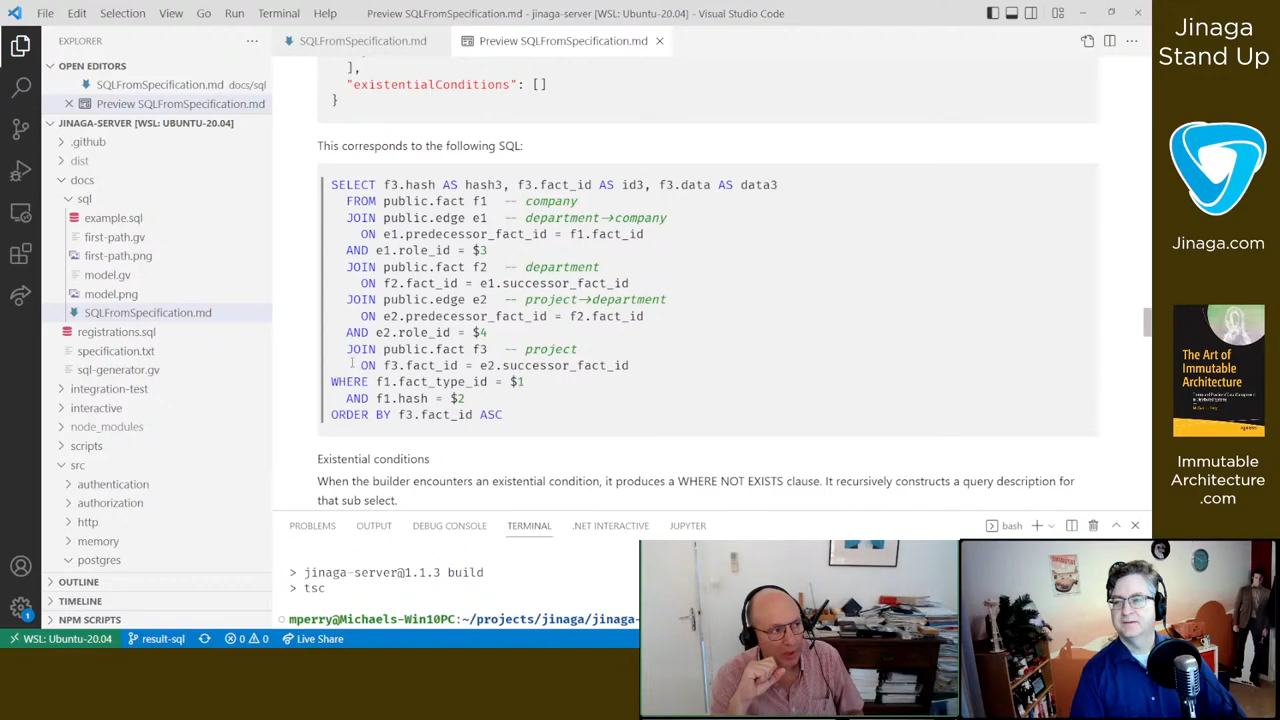 File Edit Selection View Go Run Terminal Help
Preview SQLFromSpecification.md - jinaga-server [WSL: Ubuntu-20.04] - Visual Studio Code
EXPLORER
OPEN EDITORS
SQLFromSpecification.md docs/sql
Preview SQLFromSpecification.md
JINAGA-SERVER [WSL: UBUNTU-20.04]
.github
dist
docs
sql
example.sql
first-path.gv
first-path.png
model.gv
model.png
SQLFromSpecification.md
registrations.sql
specification.txt
sql-generator.gv
integration-test
interactive
node_modules
scripts
src
authentication
authorization
http
memory
postgres
OUTLINE
TIMELINE
NPM SCRIPTS
SQLFromSpecification.md
Preview SQLFromSpecification.md
],
"existentialConditions": []
}
This corresponds to the following SQL:
SELECT f3.hash AS hash3, f3.fact_id AS id3, f3.data AS data3
FROM public.fact f1 -- company
JOIN public.edge e1 -- department→company
ON e1.predecessor_fact_id = f1.fact_id
AND e1.role_id = $3
JOIN public.fact f2 -- department
ON f2.fact_id = e1.successor_fact_id
JOIN public.edge e2 -- project→department
ON e2.predecessor_fact_id = f2.fact_id
AND e2.role_id = $4
JOIN public.fact f3 -- project
ON f3.fact_id = e2.successor_fact_id
WHERE f1.fact_type_id = $1
AND f1.hash = $2
ORDER BY f3.fact_id ASC
Existential conditions
When the builder encounters an existential condition, it produces a WHERE NOT EXISTS clause. It recursively constructs a query description for
that sub select.
PROBLEMS OUTPUT DEBUG CONSOLE TERMINAL .NET INTERACTIVE JUPYTER
bash
> jinaga-server@1.1.3 build
> tsc
mperry@Michaels-Win10PC:~/projects/jinaga/jinaga-
WSL: Ubuntu-20.04 result-sql 0 0 Live Share
1
Jinaga
Stand Up
Jinaga.com
The Art of
Immutable
Architecture
Immutable
Architecture
.com